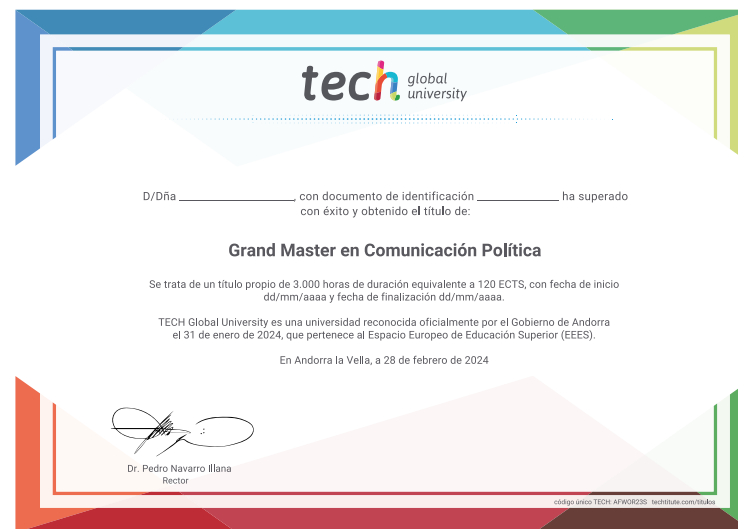 tech global
university
D/Dña ____________________, con documento de identificación ______________ ha superado
con éxito y obtenido el título de:
Grand Master en Comunicación Política
Se trata de un título propio de 3.000 horas de duración equivalente a 120 ECTS, con fecha de inicio
dd/mm/aaaa y fecha de finalización dd/mm/aaaa.
TECH Global University es una universidad reconocida oficialmente por el Gobierno de Andorra
el 31 de enero de 2024, que pertenece al Espacio Europeo de Educación Superior (EEES).
En Andorra la Vella, a 28 de febrero de 2024
Dr. Pedro Navarro Illana
Rector
código único TECH: AFWOR23S techtitute.com/titulos